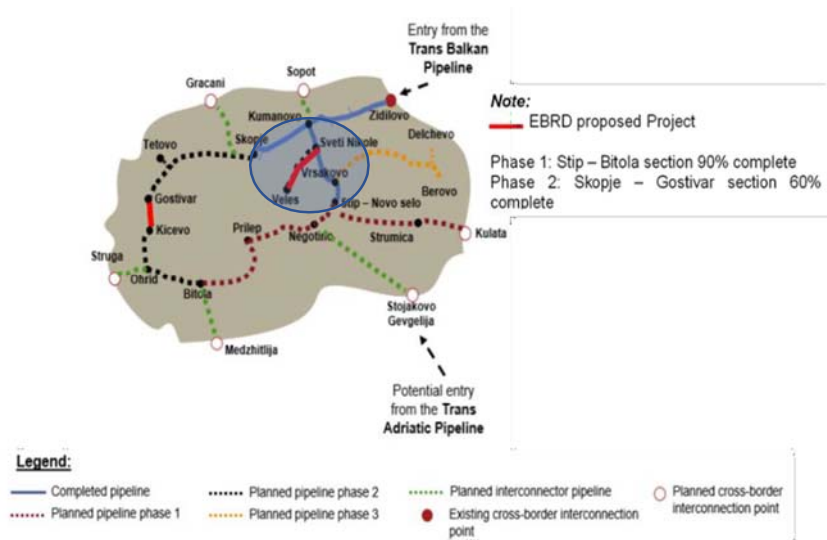 Entry from the
Trans Balkan
Pipeline
Sopot
Gracani
Kumanovo
Zidilovo
Skopje
Delchevo
Sveti Nikole
Tetovo
Vrsakovo
Berovo
Veles
Stip – Novo selo
Gostivar
Prilep
Negotino
Strumica
Kulata
Kicevo
Struga
Ohrid
Bitola
Stojakovo
Gevgelija
Medzhitlija
Potential entry
from the Trans
Adriatic Pipeline
Note:
EBRD proposed Project
Phase 1: Stip – Bitola section 90% complete
Phase 2: Skopje – Gostivar section 60%
complete
Legend:
Completed pipeline
Planned pipeline phase 1
Planned pipeline phase 2
Planned pipeline phase 3
Planned interconnector pipeline
Existing cross-border interconnection
point
Planned cross-border
interconnection point